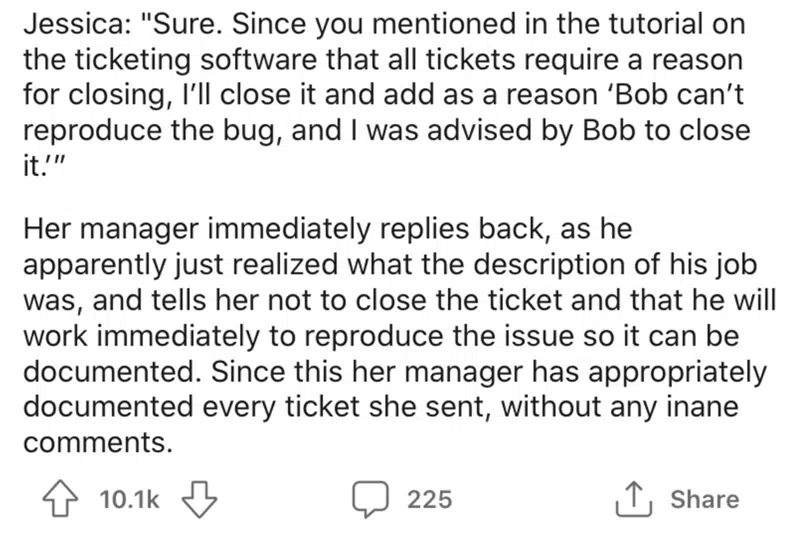 Jessica: "Sure. Since you mentioned in the tutorial on
the ticketing software that all tickets require a reason
for closing, I’ll close it and add as a reason ‘Bob can’t
reproduce the bug, and I was advised by Bob to close
it.’”
Her manager immediately replies back, as he
apparently just realized what the description of his job
was, and tells her not to close the ticket and that he will
work immediately to reproduce the issue so it can be
documented. Since this her manager has appropriately
documented every ticket she sent, without any inane
comments.
10.1k 225 Share